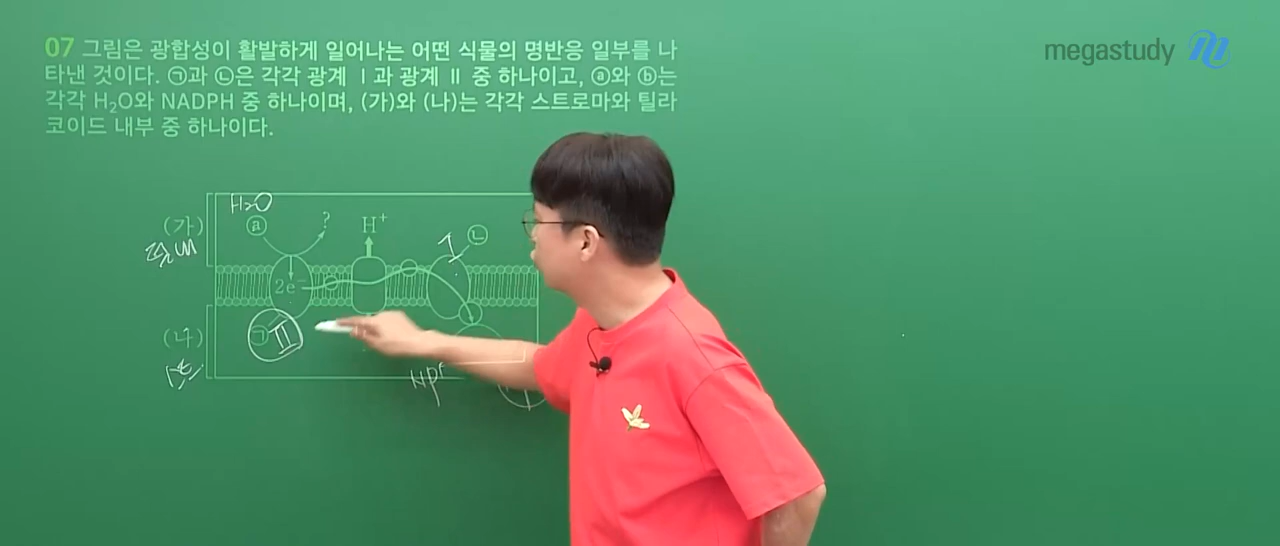 07 그림은 광합성이 활발하게 일어나는 어떤 식물의 명반응 일부를 나
타낸 것이다. ㉠과 ㉡은 각각 광계 Ⅰ과 광계 Ⅱ 중 하나이고, ⓐ와 ⓑ는
각각 H₂O와 NADPH 중 하나이며, (가)와 (나)는 각각 스트로마와 틸라
코이드 내부 중 하나이다.
megastudy
H₂O
(가)
ⓐ
?
H⁺
Ⅰ
㉡
2e⁻
(나)
㉠
Ⅱ